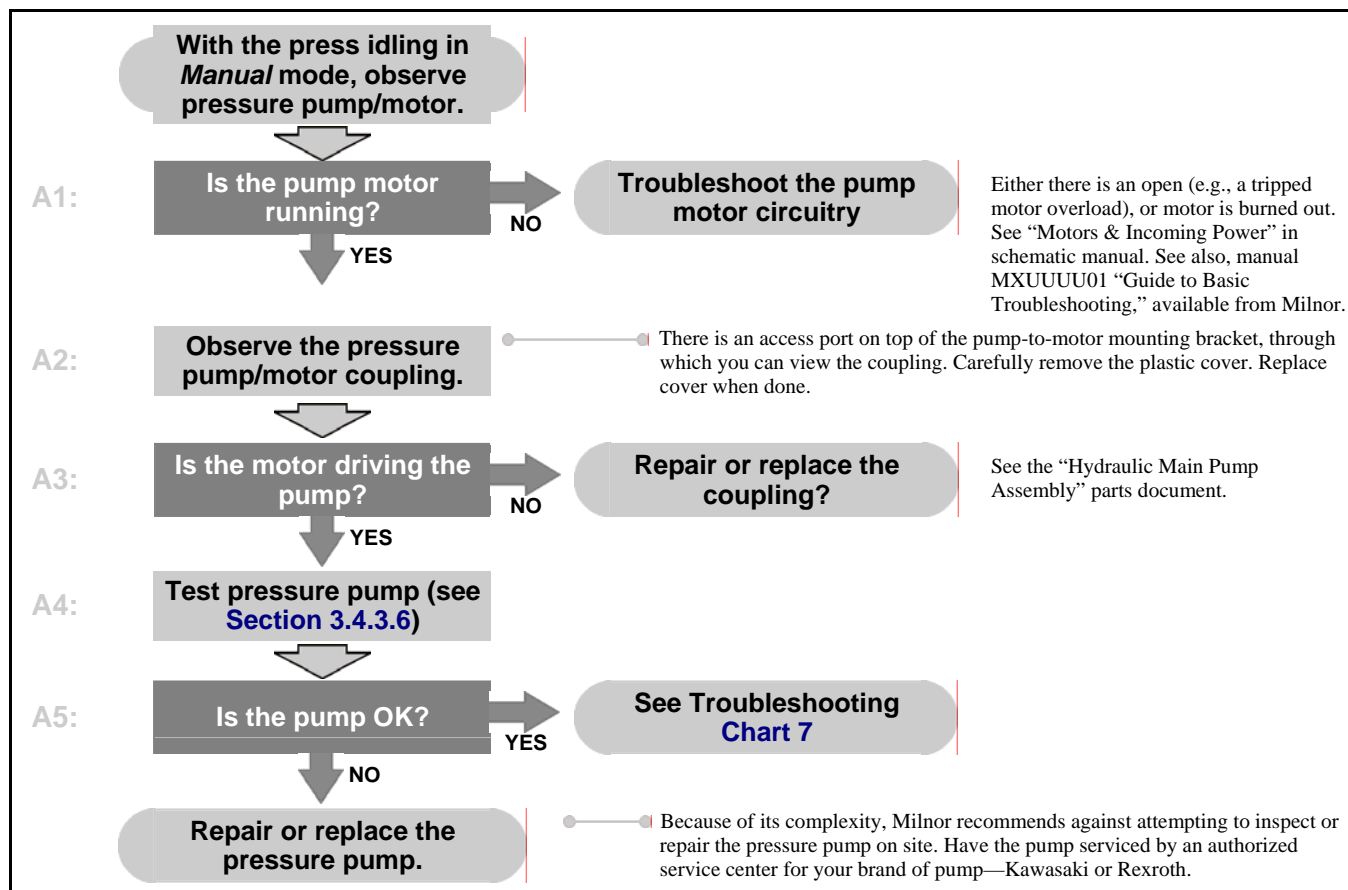 With the press idling in
Manual mode, observe
pressure pump/motor.
A1:
Is the pump motor
running?
NO
YES
Troubleshoot the pump
motor circuitry
Either there is an open (e.g., a tripped
motor overload), or motor is burned out.
See “Motors & Incoming Power” in
schematic manual. See also, manual
MXUUUU01 “Guide to Basic
Troubleshooting,” available from Milnor.
A2:
Observe the pressure
pump/motor coupling.
There is an access port on top of the pump-to-motor mounting bracket, through
which you can view the coupling. Carefully remove the plastic cover. Replace
cover when done.
A3:
Is the motor driving the
pump?
NO
YES
Repair or replace the
coupling?
See the “Hydraulic Main Pump
Assembly” parts document.
A4:
Test pressure pump (see
Section 3.4.3.6)
A5:
Is the pump OK?
YES
NO
See Troubleshooting
Chart 7
Repair or replace the
pressure pump.
Because of its complexity, Milnor recommends against attempting to inspect or
repair the pressure pump on site. Have the pump serviced by an authorized
service center for your brand of pump—Kawasaki or Rexroth.